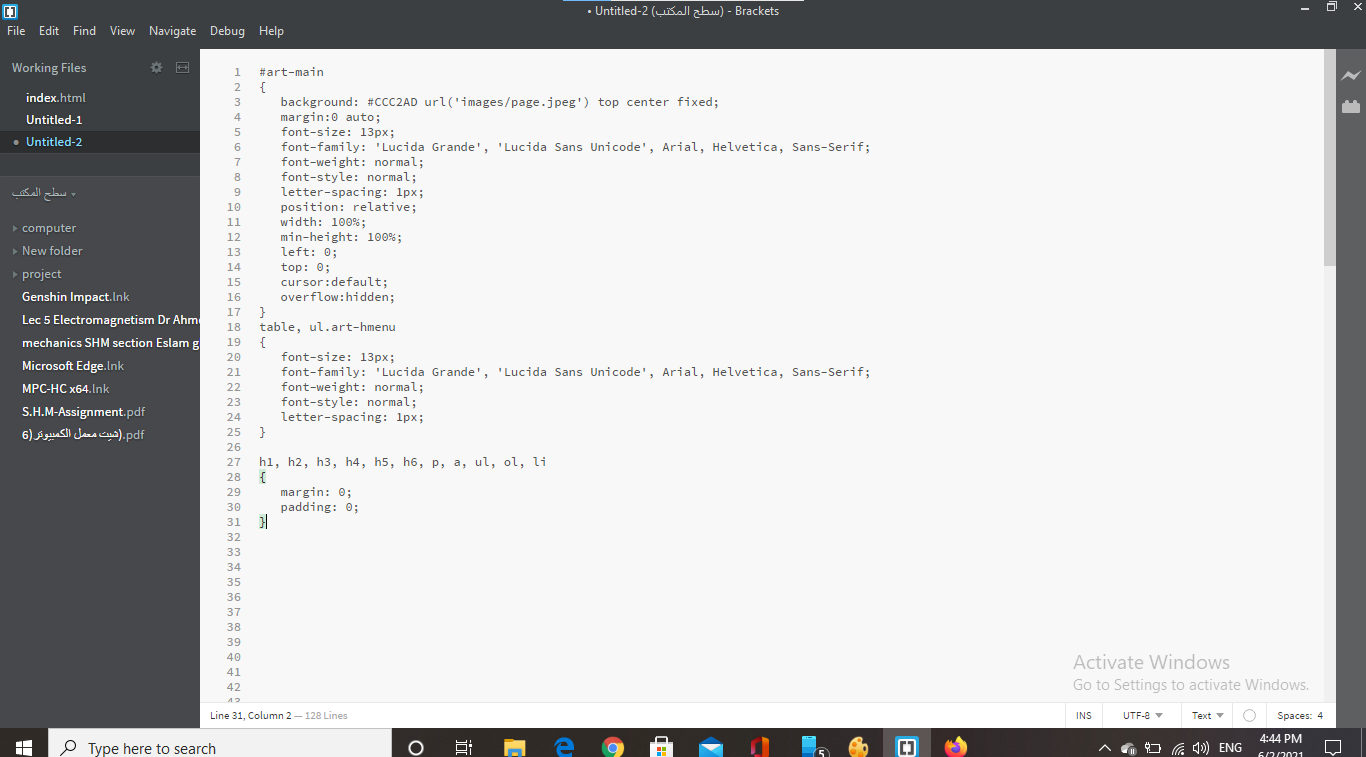 • Untitled-2 (سطح المكتب) - Brackets
File Edit Find View Navigate Debug Help
Working Files
index.html
Untitled-1
• Untitled-2
سطح المكتب
computer
New folder
project
Genshin Impact.lnk
Lec 5 Electromagnetism Dr Ahme
mechanics SHM section Eslam g
Microsoft Edge.lnk
MPC-HC x64.lnk
S.H.M-Assignment.pdf
6) شيت معمل الكمبيوتر).pdf
1 #art-main
2 {
3 background: #CCC2AD url('images/page.jpeg') top center fixed;
4 margin:0 auto;
5 font-size: 13px;
6 font-family: 'Lucida Grande', 'Lucida Sans Unicode', Arial, Helvetica, Sans-Serif;
7 font-weight: normal;
8 font-style: normal;
9 letter-spacing: 1px;
10 position: relative;
11 width: 100%;
12 min-height: 100%;
13 left: 0;
14 top: 0;
15 cursor:default;
16 overflow:hidden;
17 }
18 table, ul.art-hmenu
19 {
20 font-size: 13px;
21 font-family: 'Lucida Grande', 'Lucida Sans Unicode', Arial, Helvetica, Sans-Serif;
22 font-weight: normal;
23 font-style: normal;
24 letter-spacing: 1px;
25 }
26
27 h1, h2, h3, h4, h5, h6, p, a, ul, ol, li
28 {
29 margin: 0;
30 padding: 0;
31 }
32
33
34
35
36
37
38
39
40
41
42
43
Activate Windows
Go to Settings to activate Windows.
Line 31, Column 2 — 128 Lines INS UTF-8 Text Spaces: 4
Type here to search 5 ENG 4:44 PM
6/2/2021